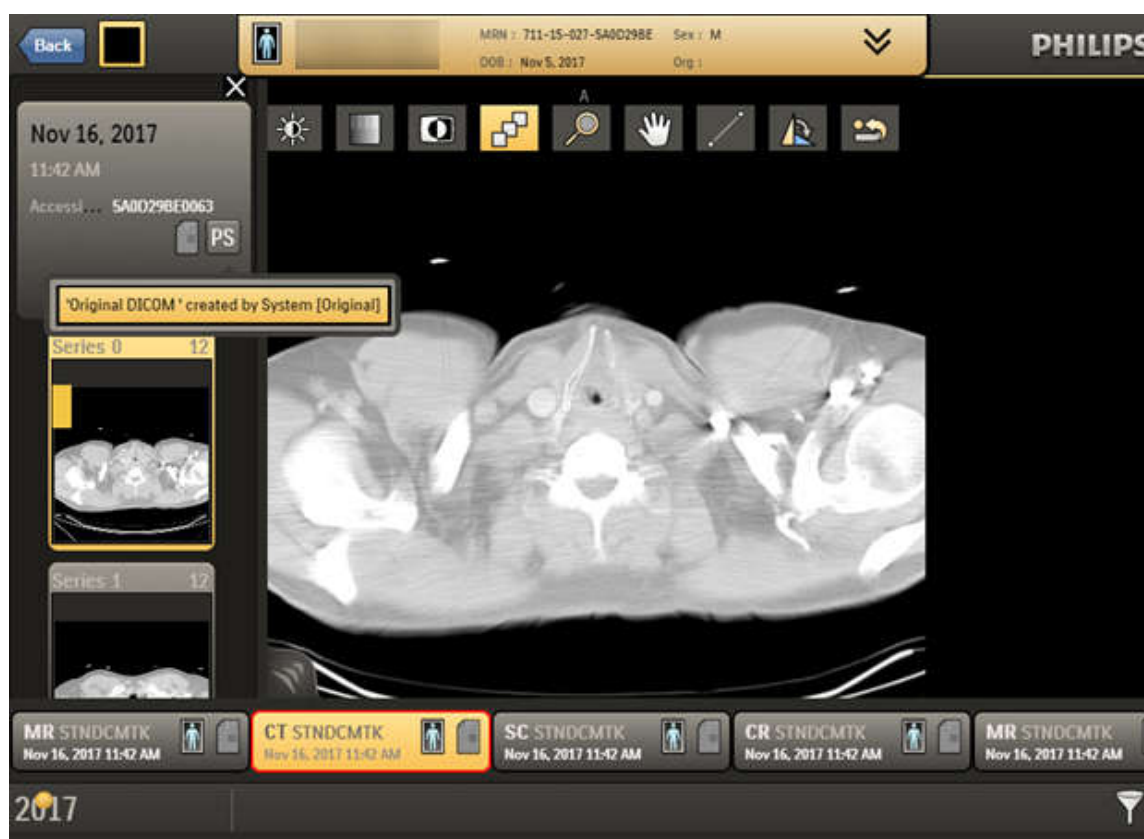 Back
MRN : 711-15-027-5A0D29BE Sex : M
DOB : Nov 5, 2017 Org :
PHILIPS
A
Nov 16, 2017
11:42 AM
Accessi... 5A0D29BE0063
PS
'Original DICOM ' created by System [Original]
Series 0 12
Series 1 12
MR STNDCMTK
Nov 16, 2017 11:42 AM
CT STNDCMTK
Nov 16, 2017 11:42 AM
SC STNDCMTK
Nov 16, 2017 11:42 AM
CR STNDCMTK
Nov 16, 2017 11:42 AM
MR STNDCMTK
Nov 16, 2017 11:42 AM
2017